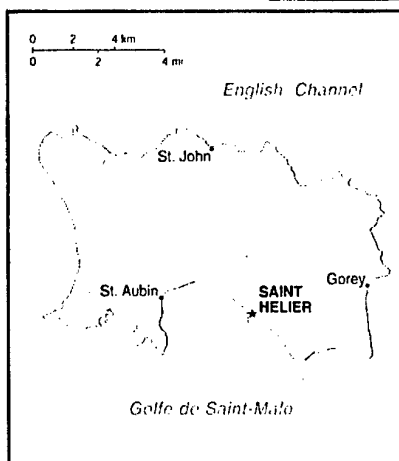 0 2 4 km
0 2 4 mi
English Channel
St. John
St. Aubin
Gorey
SAINT
HELIER
Golfe de Saint-Malo